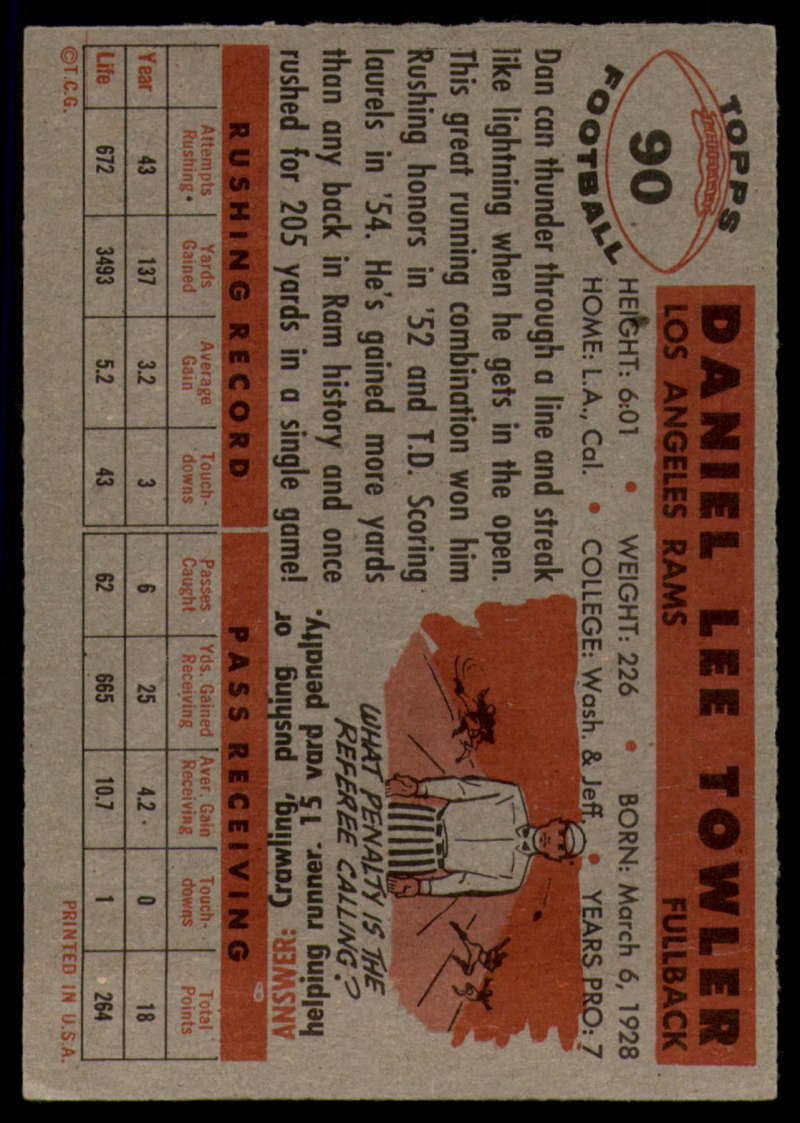 TOPPS
90
FOOTBALL
DANIEL LEE TOWLER
LOS ANGELES RAMS FULLBACK
HEIGHT: 6:01 • WEIGHT: 226 • BORN: March 6, 1928
HOME: L.A., Cal. • COLLEGE: Wash. & Jeff. • YEARS PRO: 7
Dan can thunder through a line and streak
like lightning when he gets in the open.
This great running combination won him
Rushing honors in '52 and T.D. Scoring
laurels in '54. He's gained more yards
than any back in Ram history and once
rushed for 205 yards in a single game!
WHAT PENALTY IS THE
REFEREE CALLING?
ANSWER: Crawling, pushing or
helping runner. 15 yard penalty.
RUSHING RECORD PASS RECEIVING
Attempts Rushing* Yards Gained Average Gain Touch-downs Passes Caught Yds. Gained Receiving Aver. Gain Receiving Touch-downs Total Points
Year 43 137 3.2 3 6 25 4.2 0 18
Life 672 3493 5.2 43 62 665 10.7 1 264
©T.C.G. PRINTED IN U.S.A.